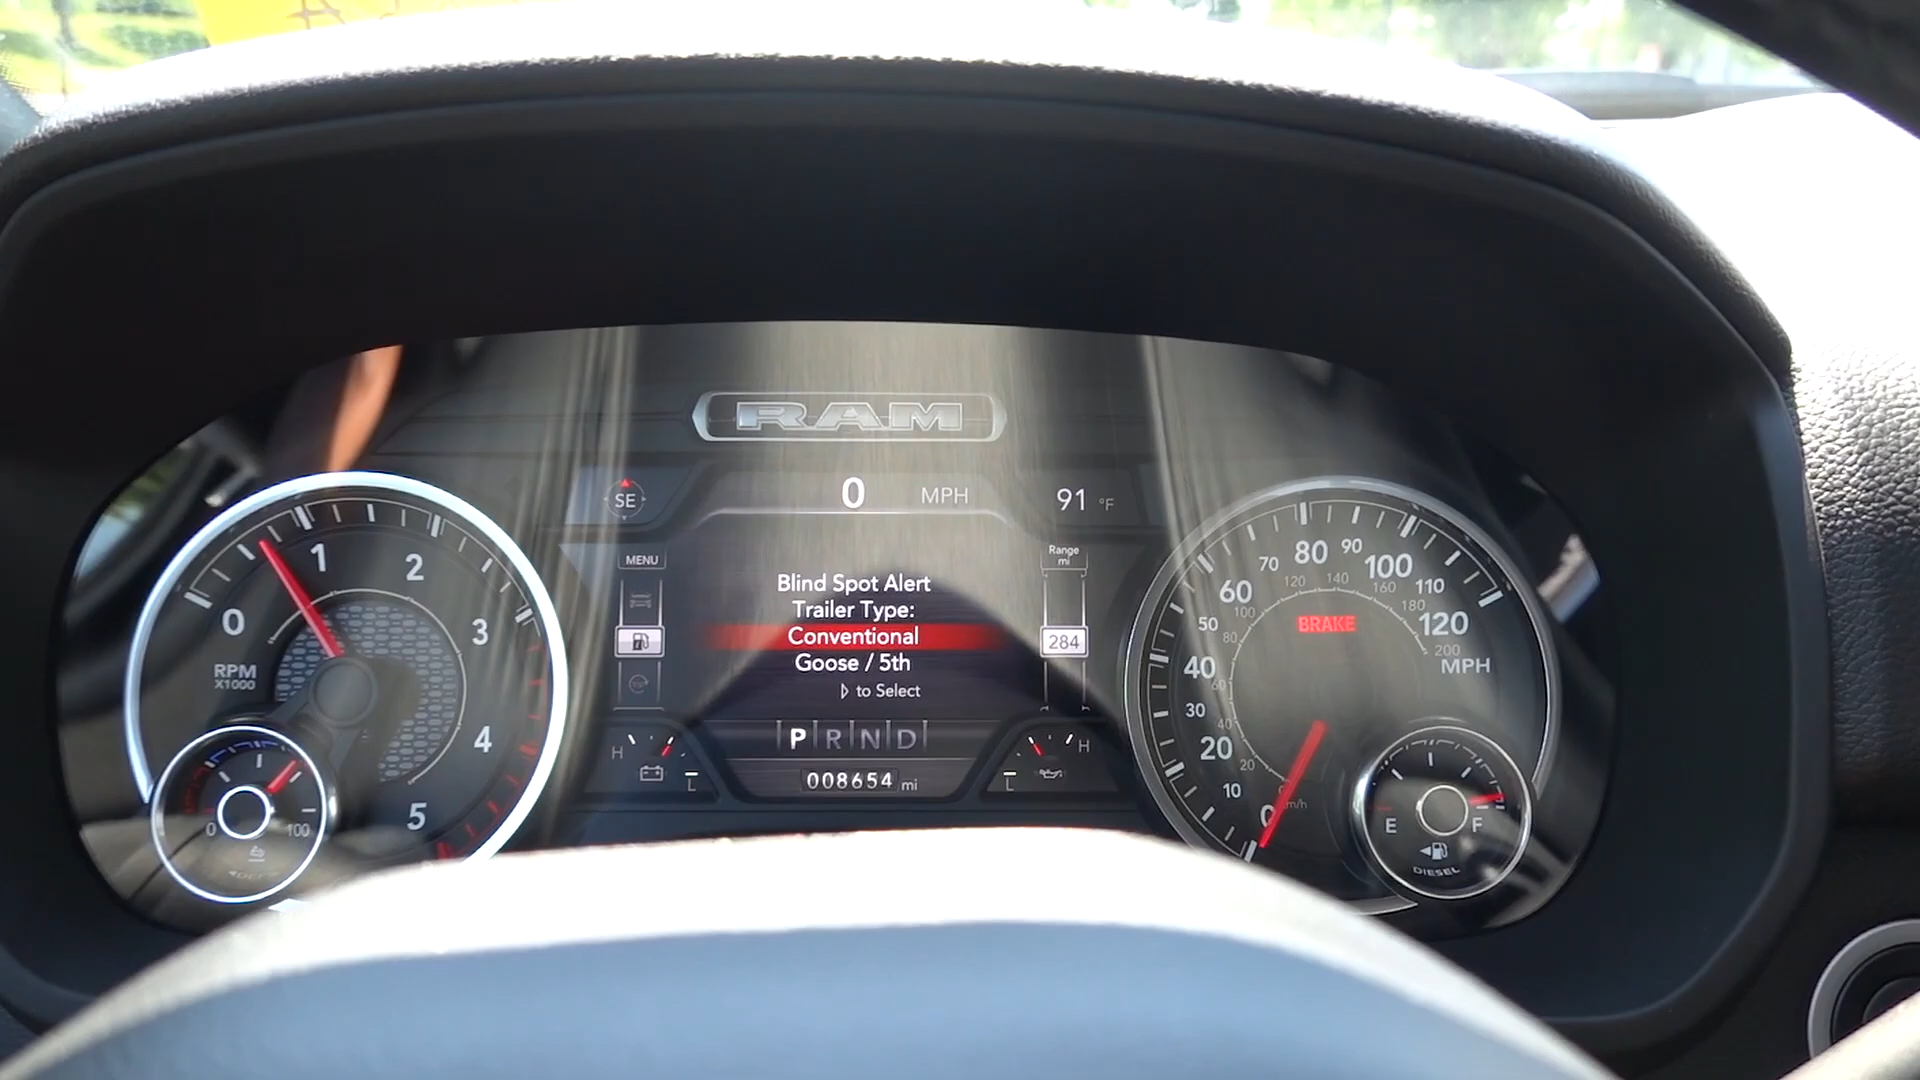 RAM
SE
0 MPH
91 °F
MENU
Range
mi
284
Blind Spot Alert
Trailer Type:
Conventional
Goose / 5th
to Select
P R N D
008654 mi
H
L
H
L
0
1
2
3
4
5
RPM
X1000
0
100
0
10
20
30
40
50
60
70
80
90
100
110
120
MPH
20
40
60
80
100
120
140
160
180
200
km/h
BRAKE
E
F
DIESEL